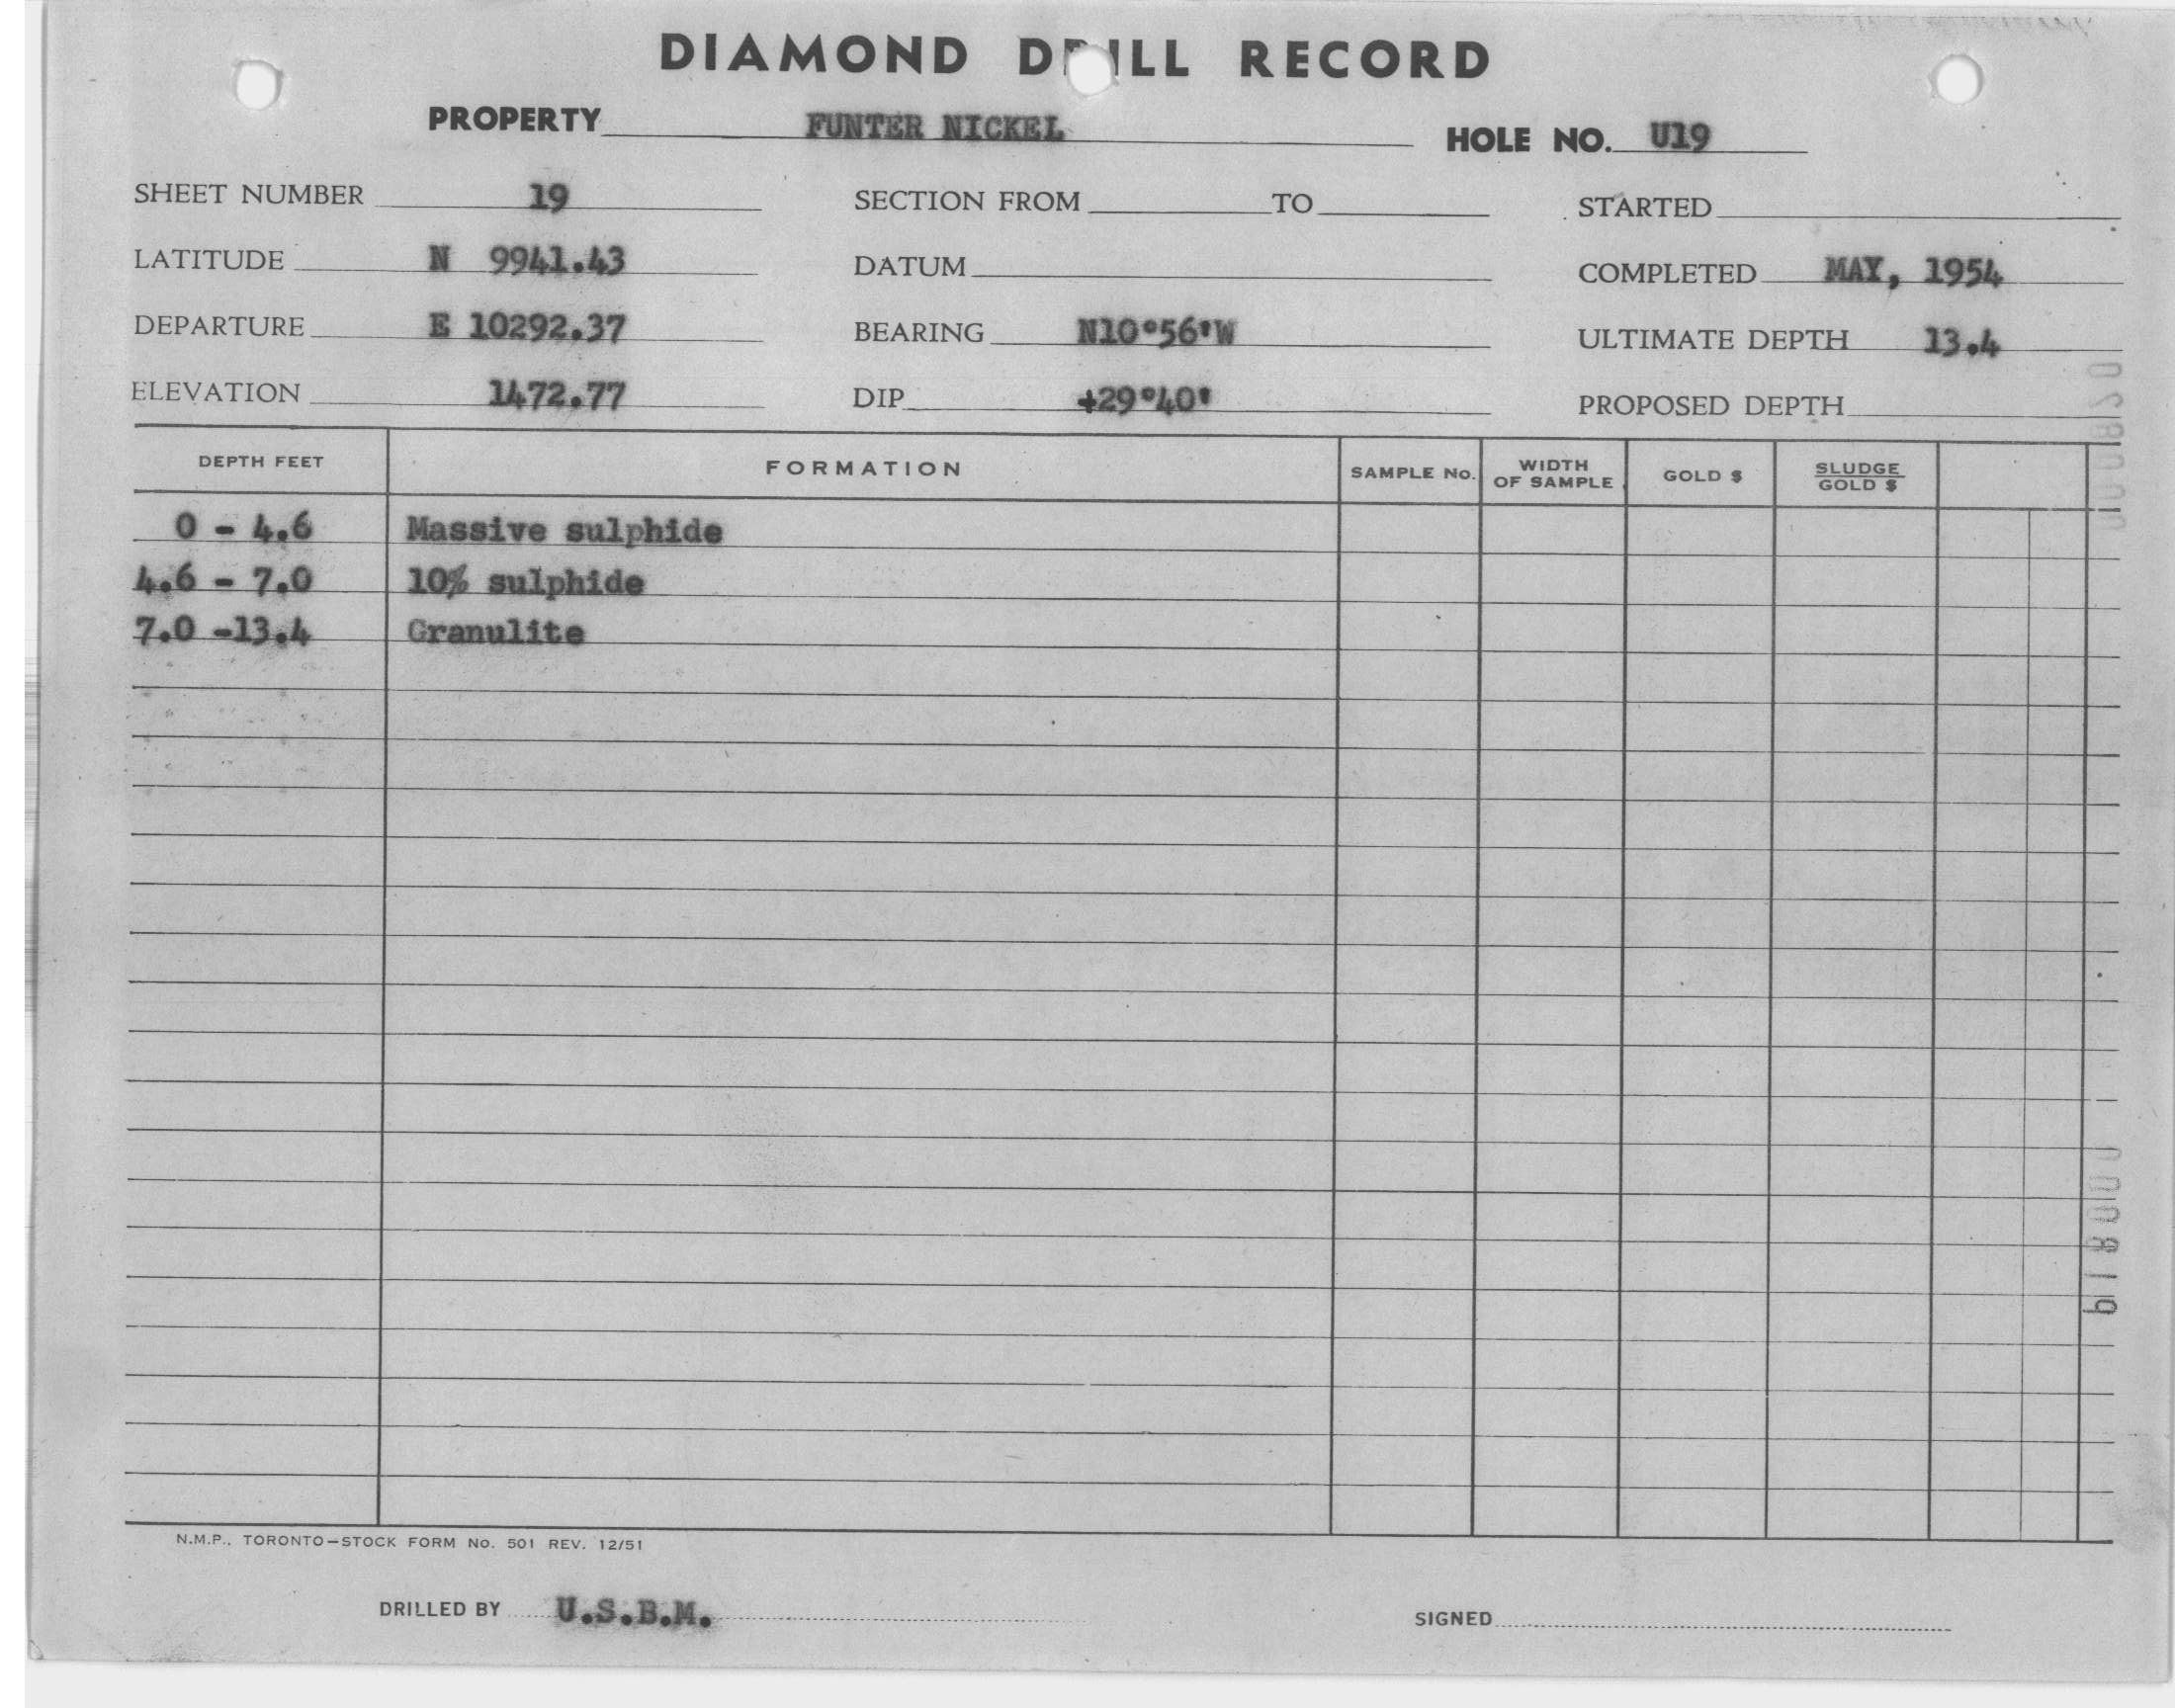 DIAMOND DRILL RECORD
PROPERTY FUNTER NICKEL HOLE NO. U19
SHEET NUMBER 19 SECTION FROM TO STARTED
LATITUDE N 9941.43 DATUM COMPLETED MAY, 1954
DEPARTURE E 10292.37 BEARING N10°56'W ULTIMATE DEPTH 13.4
ELEVATION 1472.77 DIP +29°40' PROPOSED DEPTH
DEPTH FEET FORMATION SAMPLE No. WIDTH OF SAMPLE GOLD $ SLUDGE GOLD $
0 - 4.6 Massive sulphide
4.6 - 7.0 10% sulphide
7.0 -13.4 Granulite
N.M.P., TORONTO—STOCK FORM No. 501 REV. 12/51
DRILLED BY U.S.B.M. SIGNED
000819